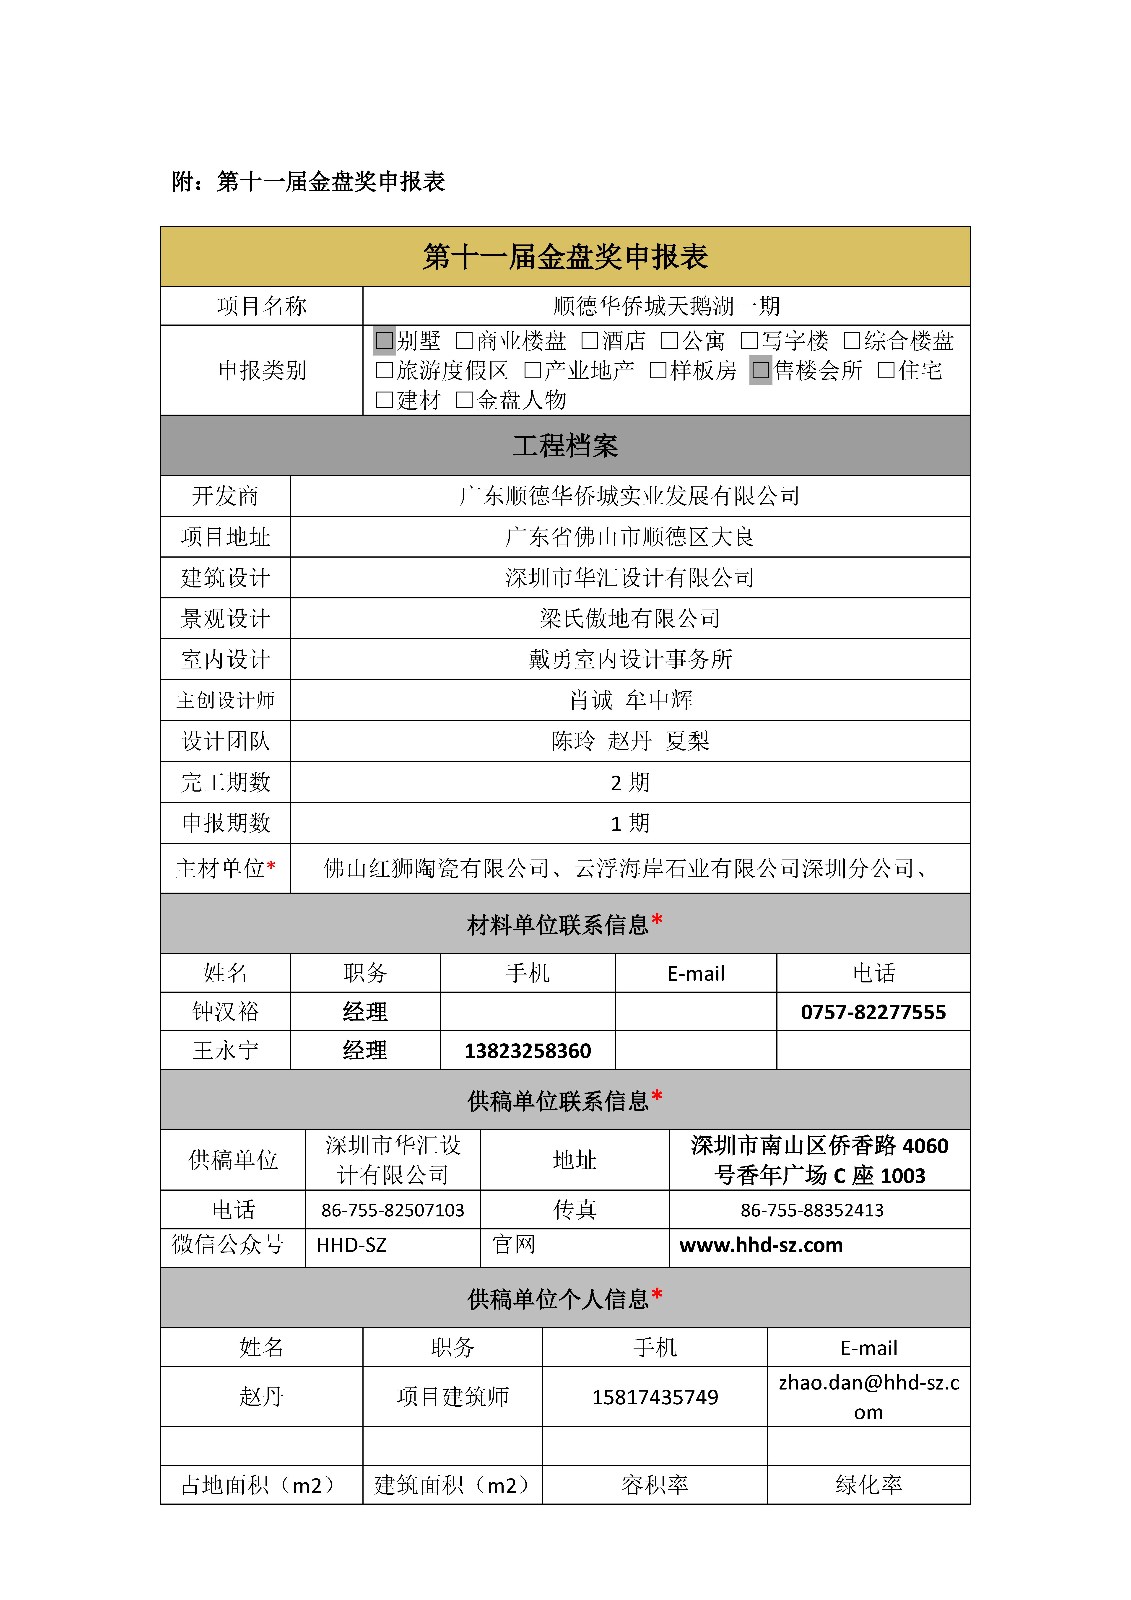 附：第十一届金盘奖申报表
第十一届金盘奖申报表
项目名称 顺德华侨城天鹅湖一期
申报类别
□别墅 □商业楼盘 □酒店 □公寓 □写字楼 □综合楼盘
□旅游度假区 □产业地产 □样板房 □售楼会所 □住宅
□建材 □金盘人物
工程档案
开发商 广东顺德华侨城实业发展有限公司
项目地址 广东省佛山市顺德区大良
建筑设计 深圳市华汇设计有限公司
景观设计 梁氏傲地有限公司
室内设计 戴勇室内设计事务所
主创设计师 肖诚 牟中辉
设计团队 陈玲 赵丹 夏梨
完工期数 2 期
申报期数 1 期
主材单位* 佛山红狮陶瓷有限公司、云浮海岸石业有限公司深圳分公司、
材料单位联系信息*
姓名 职务 手机 E-mail 电话
钟汉裕 经理 0757-82277555
王永宁 经理 13823258360
供稿单位联系信息*
供稿单位 深圳市华汇设 地址 深圳市南山区侨香路 4060
计有限公司 号香年广场 C 座 1003
电话 86-755-82507103 传真 86-755-88352413
微信公众号 HHD-SZ 官网 www.hhd-sz.com
供稿单位个人信息*
姓名 职务 手机 E-mail
赵丹 项目建筑师 15817435749 zhao.dan@hhd-sz.c
om
占地面积（m2） 建筑面积（m2） 容积率 绿化率